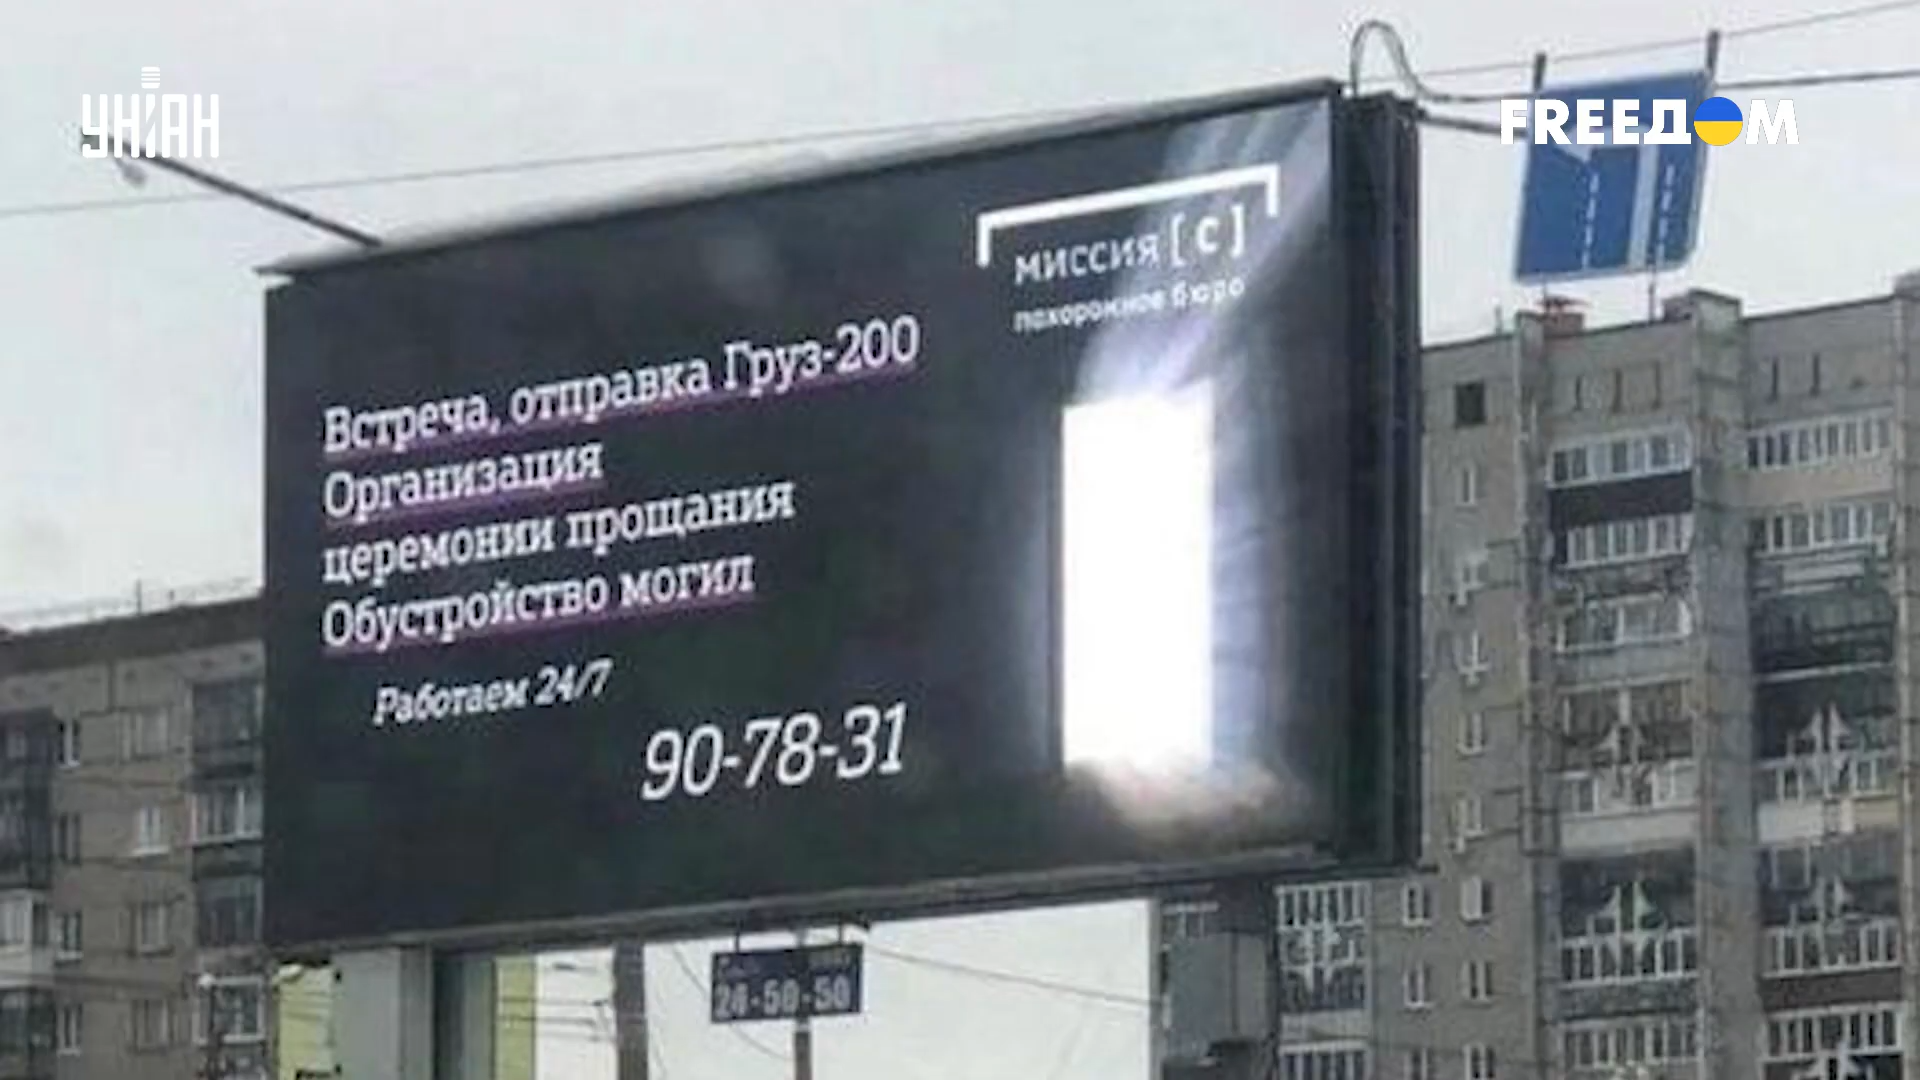 УНІАН
FREEДOM
МИССИЯ [С]
похоронное бюро
Встреча, отправка Груз-200
Организация
церемонии прощания
Обустройство могил
Работаем 24/7
90-78-31
24-50-50